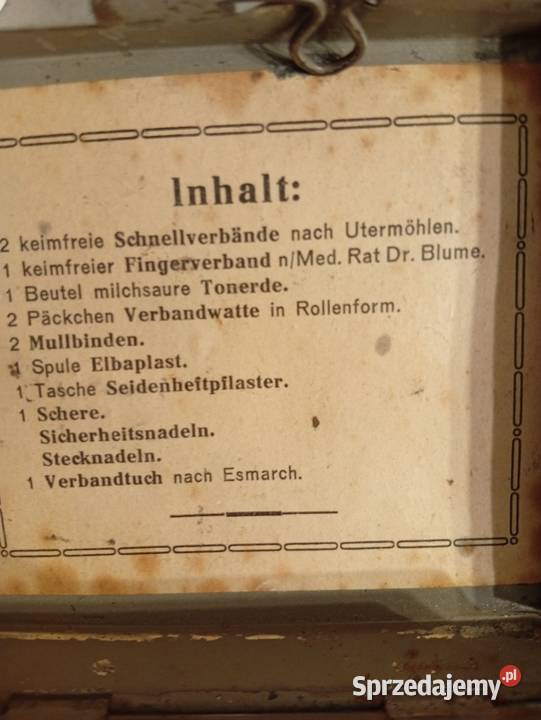 Inhalt:
2 keimfreie Schnellverbände nach Utermöhlen.
1 keimfreier Fingerverband n/Med. Rat Dr. Blume.
1 Beutel milchsaure Tonerde.
2 Päckchen Verbandwatte in Rollenform.
2 Mullbinden.
1 Spule Elbaplast.
1 Tasche Seidenheftpflaster.
1 Schere.
Sicherheitsnadeln.
Stecknadeln.
1 Verbandtuch nach Esmarch.
Sprzedajemy.pl